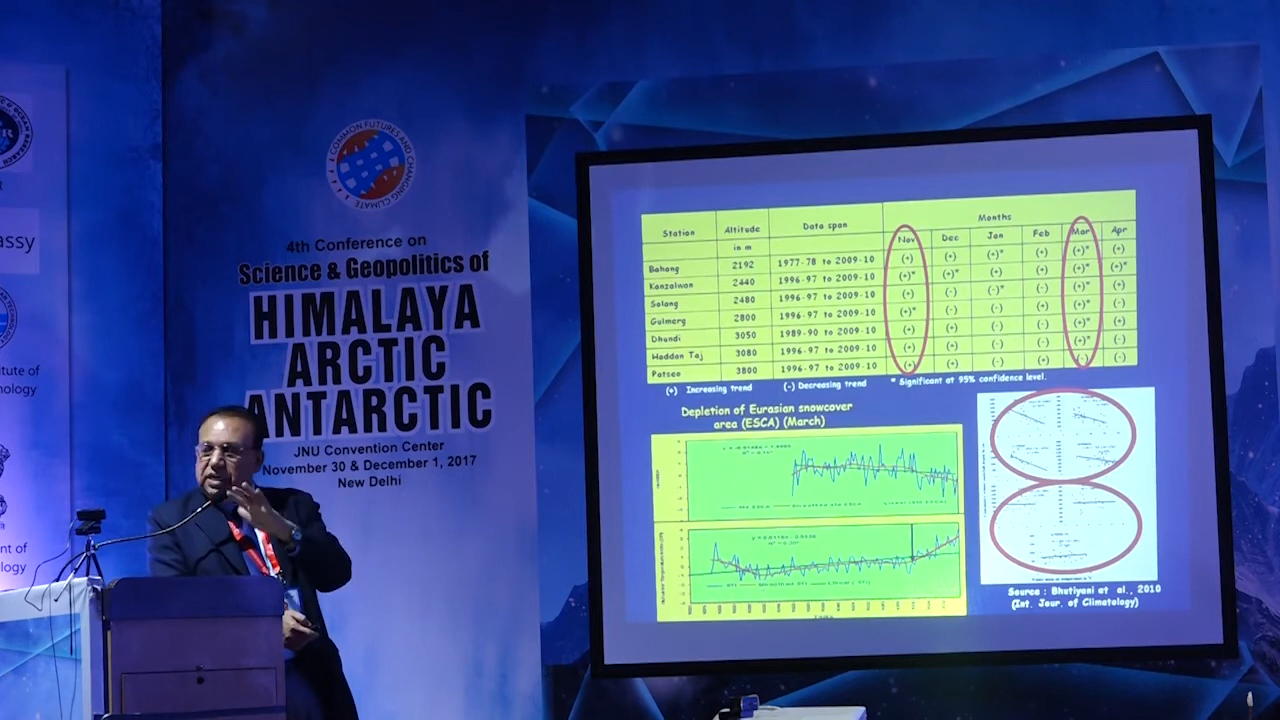 OCEAN RESEARCH
assy
itute of
nology
nt of
ology
COMMON FUTURES AND CHANGING CLIMATE
4th Conference on
Science & Geopolitics of
HIMALAYA
ARCTIC
ANTARCTIC
JNU Convention Center
November 30 & December 1, 2017
New Delhi
Station Altitude in m Data span Months
Nov Dec Jan Feb Mar Apr
Bahang 2192 1977-78 to 2009-10 (+) (+) (+)* (+) (+)* (+)
Kanzalwan 2440 1996-97 to 2009-10 (+)* (+)* (+) (+) (+)* (+)*
Solang 2480 1996-97 to 2009-10 (+) (-) (-)* (-) (+)* (+)
Gulmerg 2800 1996-97 to 2009-10 (+)* (-) (-) (-) (+)* (-)
Dhundi 3050 1989-90 to 2009-10 (+) (+) (-) (-) (+)* (+)
Haddan Taj 3080 1996-97 to 2009-10 (+) (+) (-) (-) (+)* (+)
Patseo 3800 1996-97 to 2009-10 (+) (+) (-) (+) (-) (-)
(+) Increasing trend (-) Decreasing trend * Significant at 95% confidence level.
Depletion of Eurasian snowcover
area (ESCA) (March)
Source : Bhutiyani et al., 2010
(Int. Jour. of Climatology)